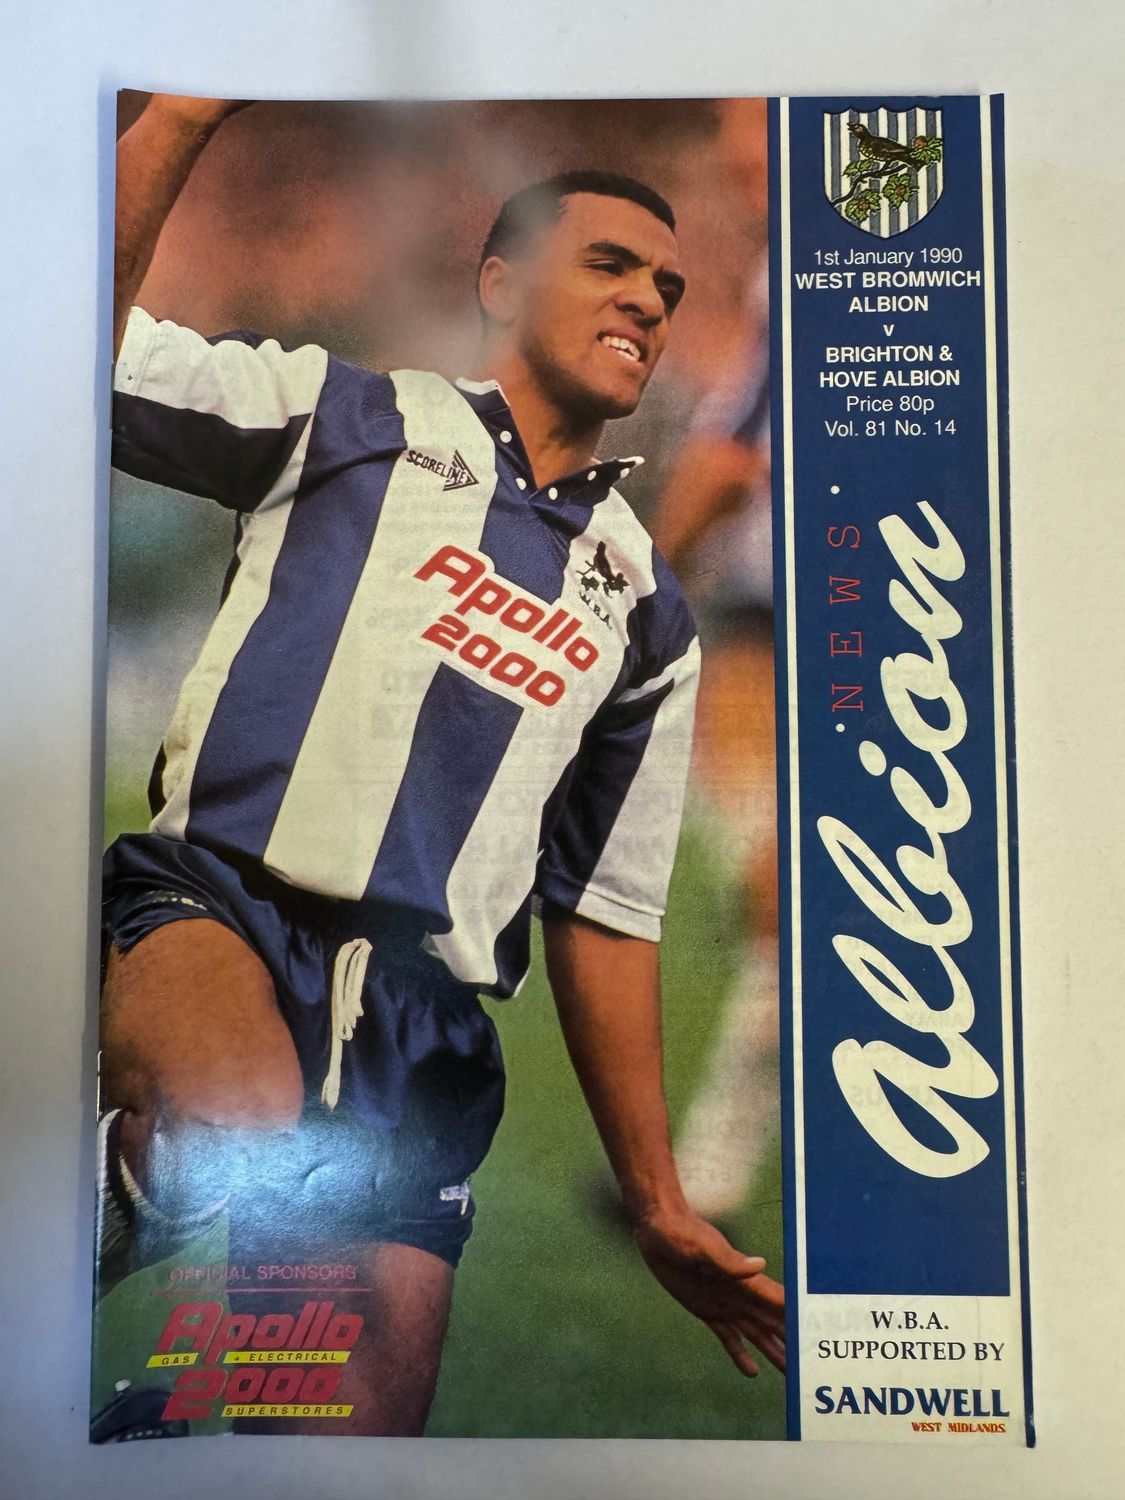 1st January 1990
WEST BROMWICH
ALBION
v
BRIGHTON &
HOVE ALBION
Price 80p
Vol. 81 No. 14
• NEWS •
albion
SCORELINE
Apollo
2000
W.B.A.
OFFICIAL SPONSORS
Apollo
GAS + ELECTRICAL
2000
SUPERSTORES
W.B.A.
SUPPORTED BY
SANDWELL
WEST MIDLANDS